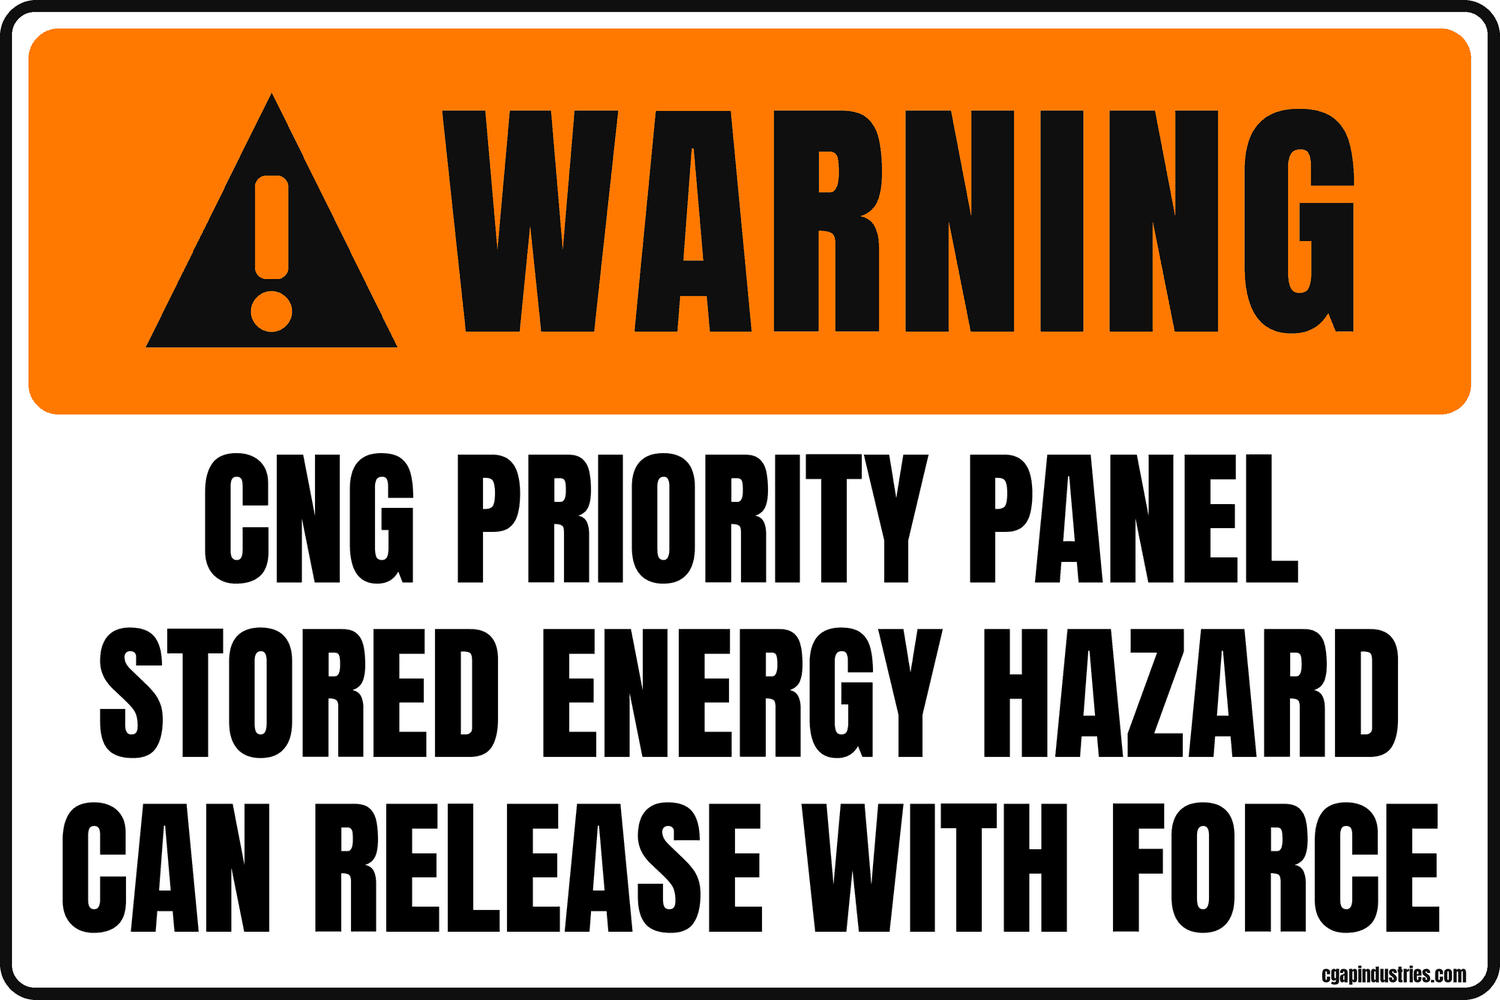 WARNING
CNG PRIORITY PANEL
STORED ENERGY HAZARD
CAN RELEASE WITH FORCE
cgapindustries.com